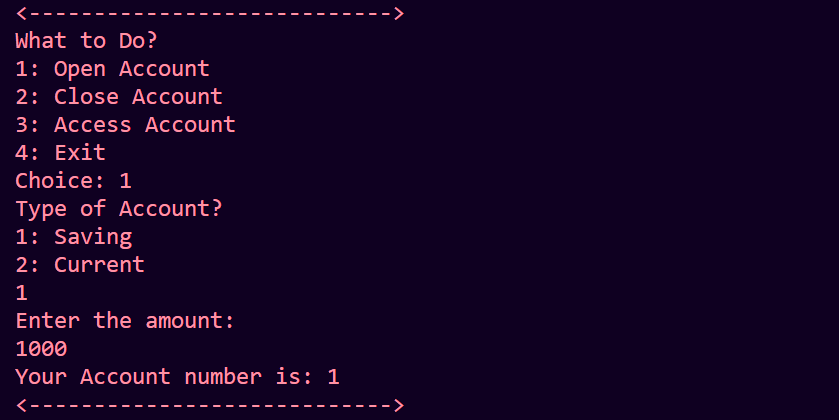 <---------------------------->
What to Do?
1: Open Account
2: Close Account
3: Access Account
4: Exit
Choice: 1
Type of Account?
1: Saving
2: Current
1
Enter the amount:
1000
Your Account number is: 1
<---------------------------->